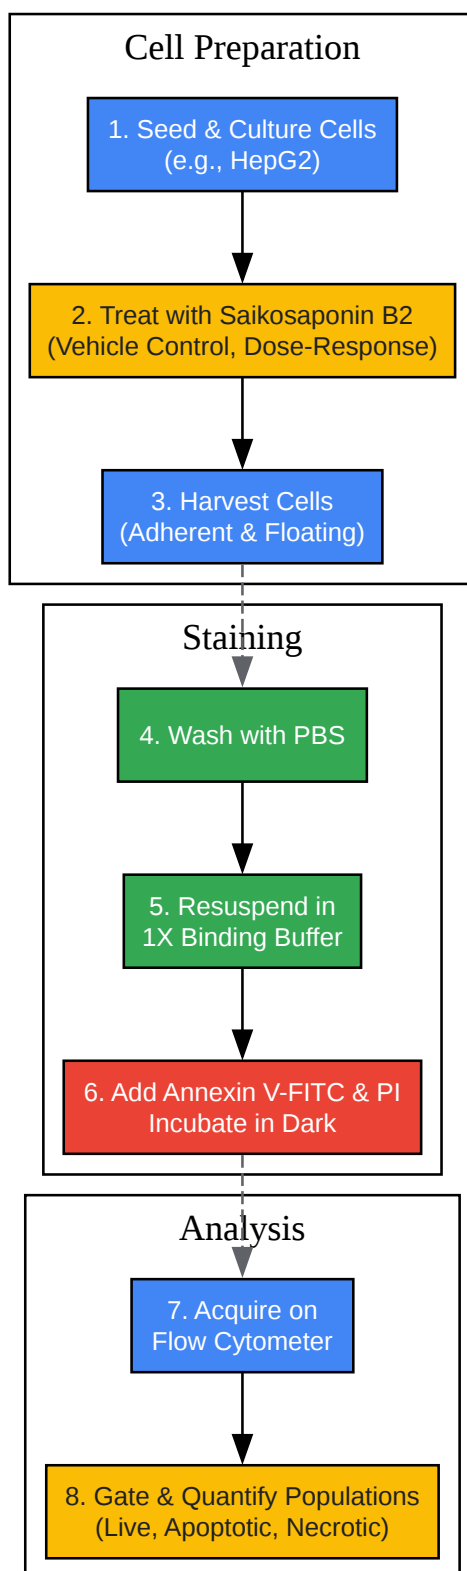 Cell Preparation
1. Seed & Culture Cells
(e.g., HepG2)
2. Treat with Saikosaponin B2
(Vehicle Control, Dose-Response)
3. Harvest Cells
(Adherent & Floating)
Staining
4. Wash with PBS
5. Resuspend in
1X Binding Buffer
6. Add Annexin V-FITC & PI
Incubate in Dark
Analysis
7. Acquire on
Flow Cytometer
8. Gate & Quantify Populations
(Live, Apoptotic, Necrotic)